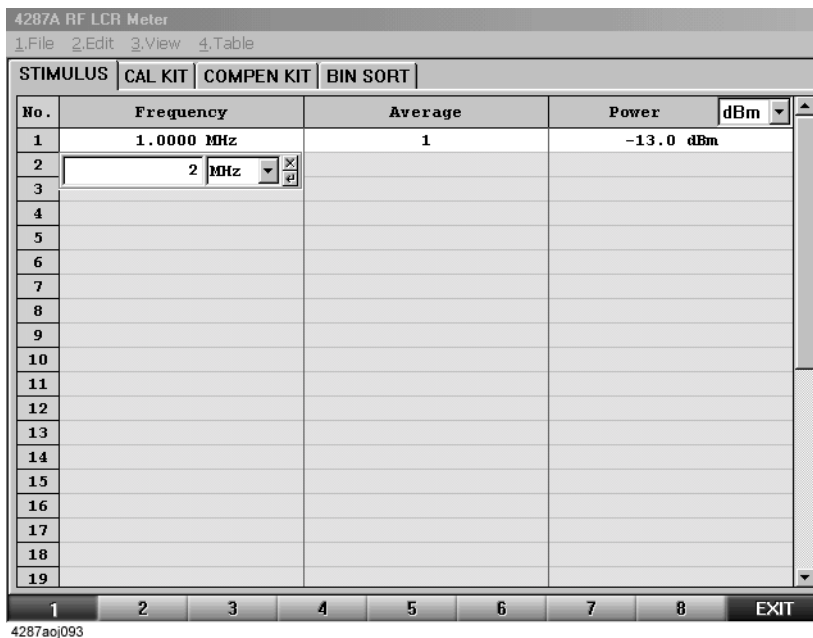 4287A RF LCR Meter
1.File 2.Edit 3.View 4.Table
STIMULUS CAL KIT COMPEN KIT BIN SORT
No. Frequency Average Power dBm
1 1.0000 MHz 1 -13.0 dBm
2 2 MHz
3
4
5
6
7
8
9
10
11
12
13
14
15
16
17
18
19
1 2 3 4 5 6 7 8 EXIT
4287aoj093